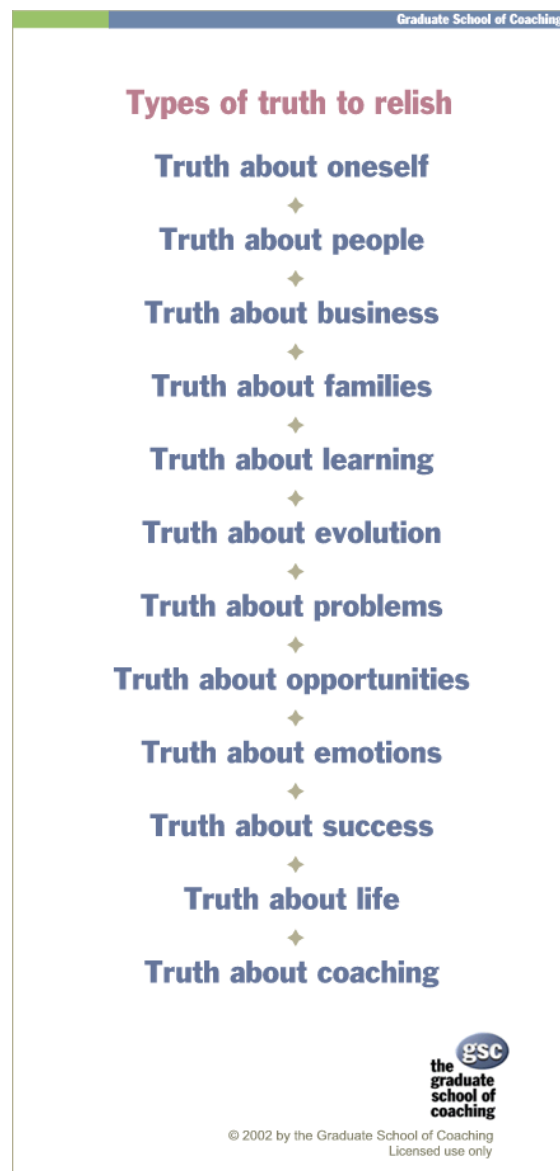 Graduate School of Coaching
Types of truth to relish
Truth about oneself
Truth about people
Truth about business
Truth about families
Truth about learning
Truth about evolution
Truth about problems
Truth about opportunities
Truth about emotions
Truth about success
Truth about life
Truth about coaching
gsc
the
graduate
school of
coaching
© 2002 by the Graduate School of Coaching
Licensed use only